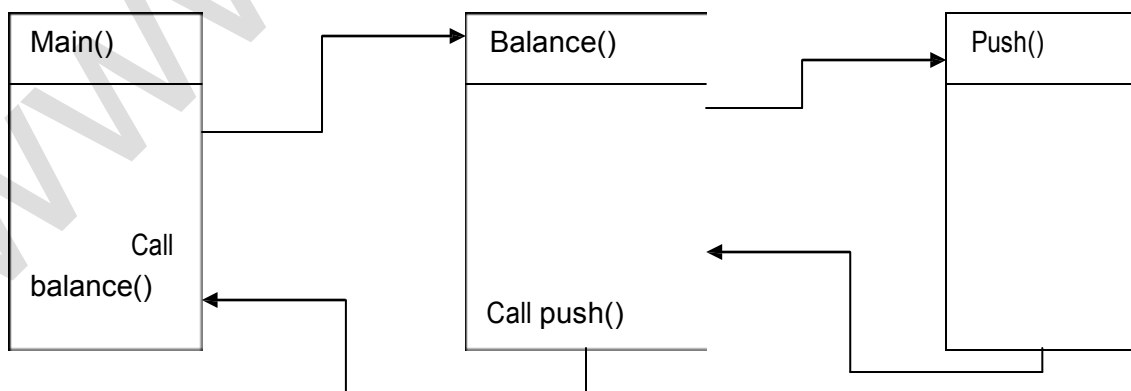 Main()
Balance()
Push()
Call
balance()
Call push()